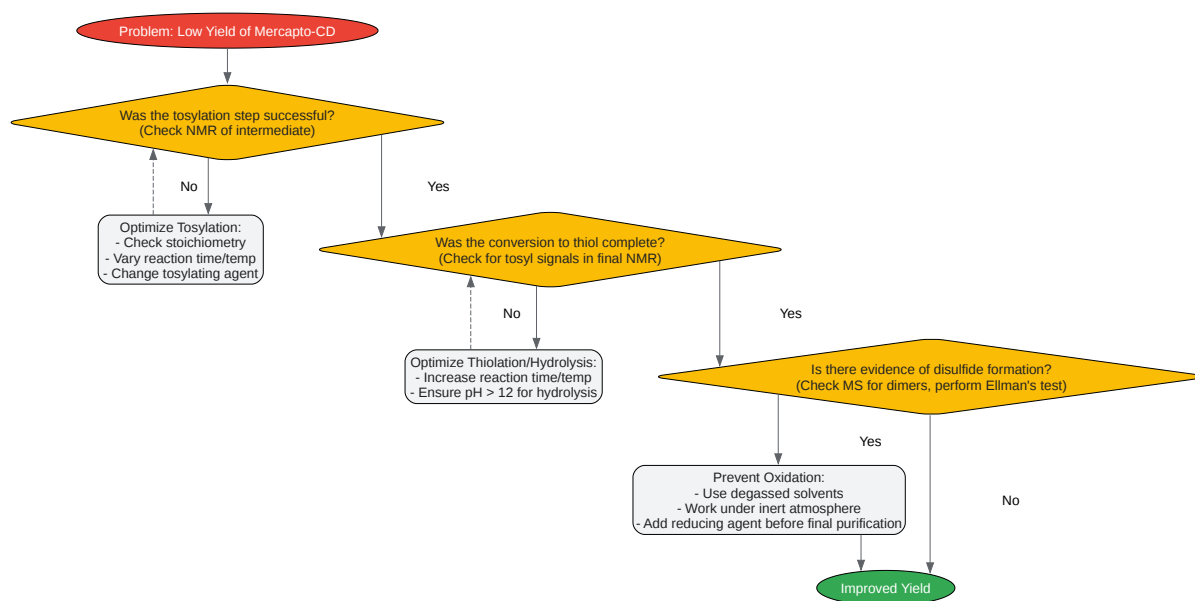 Problem: Low Yield of Mercapto-CD
Was the tosylation step successful?
(Check NMR of intermediate)
No
Yes
Optimize Tosylation:
- Check stoichiometry
- Vary reaction time/temp
- Change tosylating agent
Was the conversion to thiol complete?
(Check for tosyl signals in final NMR)
No
Yes
Optimize Thiolation/Hydrolysis:
- Increase reaction time/temp
- Ensure pH > 12 for hydrolysis
Is there evidence of disulfide formation?
(Check MS for dimers, perform Ellman's test)
Yes
No
Prevent Oxidation:
- Use degassed solvents
- Work under inert atmosphere
- Add reducing agent before final purification
Improved Yield